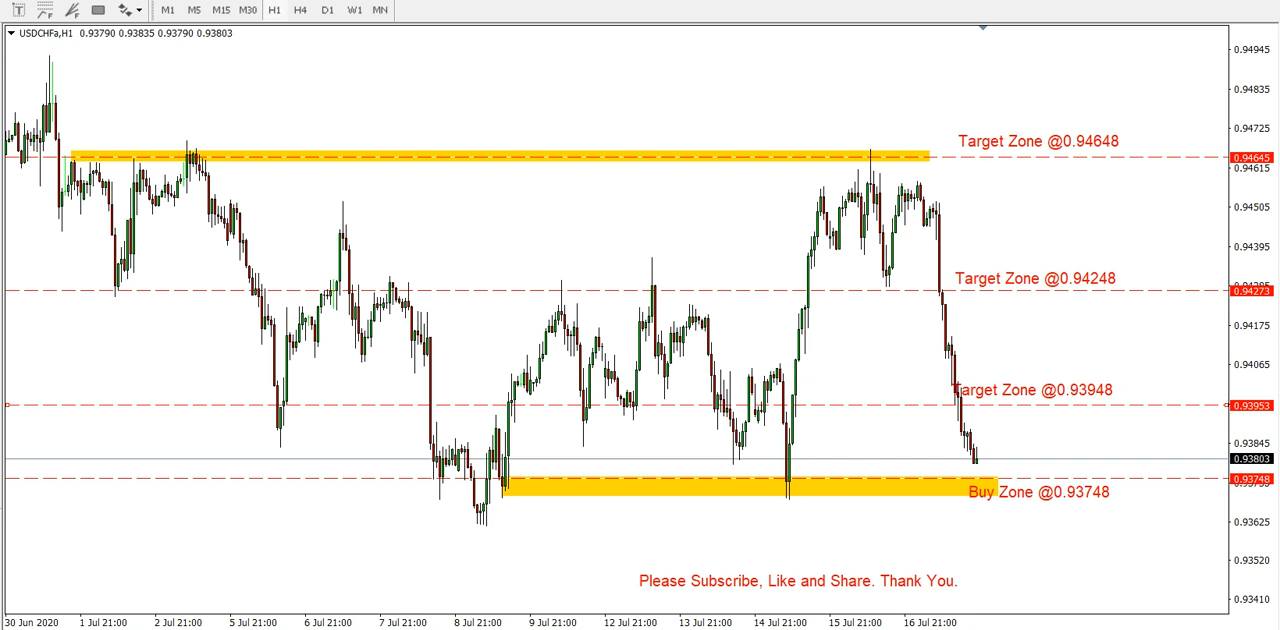 T F F M1 M5 M15 M30 H1 H4 D1 W1 MN
USDCHFa,H1 0.93790 0.93835 0.93790 0.93803
0.94945
0.94835
0.94725
Target Zone @0.94648
0.94645
0.94615
0.94505
0.94395
Target Zone @0.94248
0.94273
0.94175
0.94065
Target Zone @0.93948
0.93953
0.93845
0.93803
0.93748
Buy Zone @0.93748
0.93625
0.93520
Please Subscribe, Like and Share. Thank You.
0.93410
30 Jun 2020 1 Jul 21:00 2 Jul 21:00 5 Jul 21:00 6 Jul 21:00 7 Jul 21:00 8 Jul 21:00 9 Jul 21:00 12 Jul 21:00 13 Jul 21:00 14 Jul 21:00 15 Jul 21:00 16 Jul 21:00